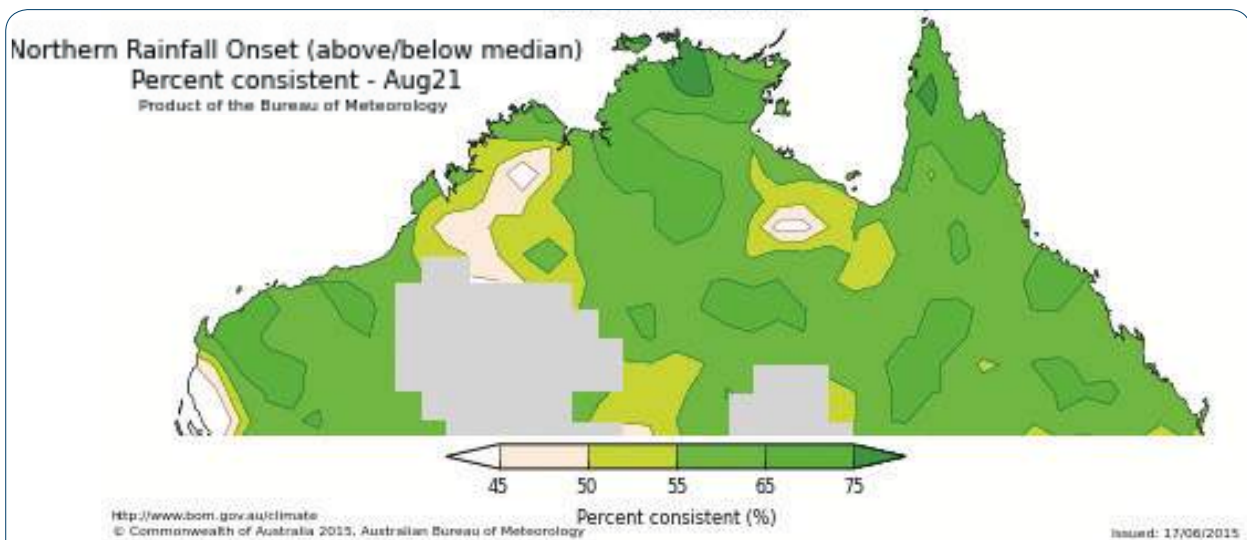 Northern Rainfall Onset (above/below median)
Percent consistent - Aug21
Product of the Bureau of Meteorology
45 50 55 65 75
Percent consistent (%)
http://www.bom.gov.au/climate
© Commonwealth of Australia 2015, Australian Bureau of Meteorology
Issued: 17/06/2015